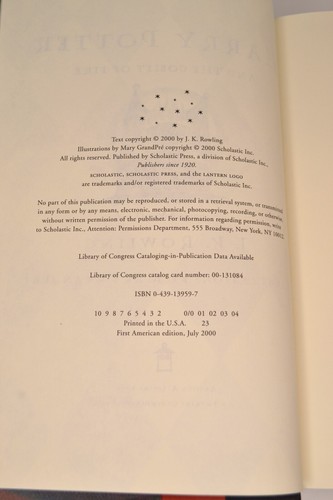 Text copyright © 2000 by J. K. Rowling
Illustrations by Mary GrandPré copyright © 2000 Scholastic Inc.
All rights reserved. Published by Scholastic Press, a division of Scholastic Inc.,
Publishers since 1920.
SCHOLASTIC, SCHOLASTIC PRESS, and the LANTERN LOGO
are trademarks and/or registered trademarks of Scholastic Inc.
No part of this publication may be reproduced, or stored in a retrieval system, or transmitted
in any form or by any means, electronic, mechanical, photocopying, recording, or otherwise,
without written permission of the publisher. For information regarding permission, write
to Scholastic Inc., Attention: Permissions Department, 555 Broadway, New York, NY 10012.
Library of Congress Cataloging-in-Publication Data Available
Library of Congress catalog card number: 00-131084
ISBN 0-439-13959-7
10 9 8 7 6 5 4 3 2 0/0 01 02 03 04
Printed in the U.S.A. 23
First American edition, July 2000